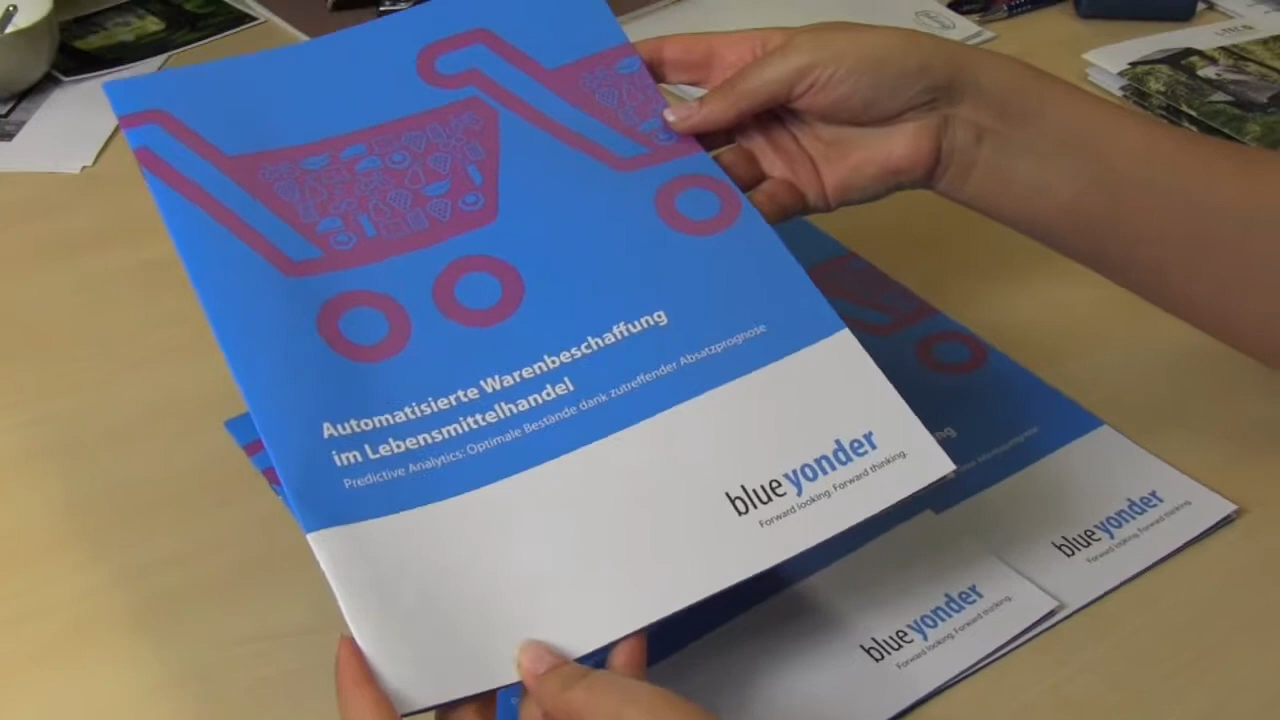 Automatisierte Warenbeschaffung
im Lebensmittelhandel
Predictive Analytics: Optimale Bestände dank zutreffender Absatzprognose
blue yonder
Forward looking. Forward thinking.
blue yonder
Forward looking. Forward thinking.
blue yonder
Forward looking. Forward thinking.